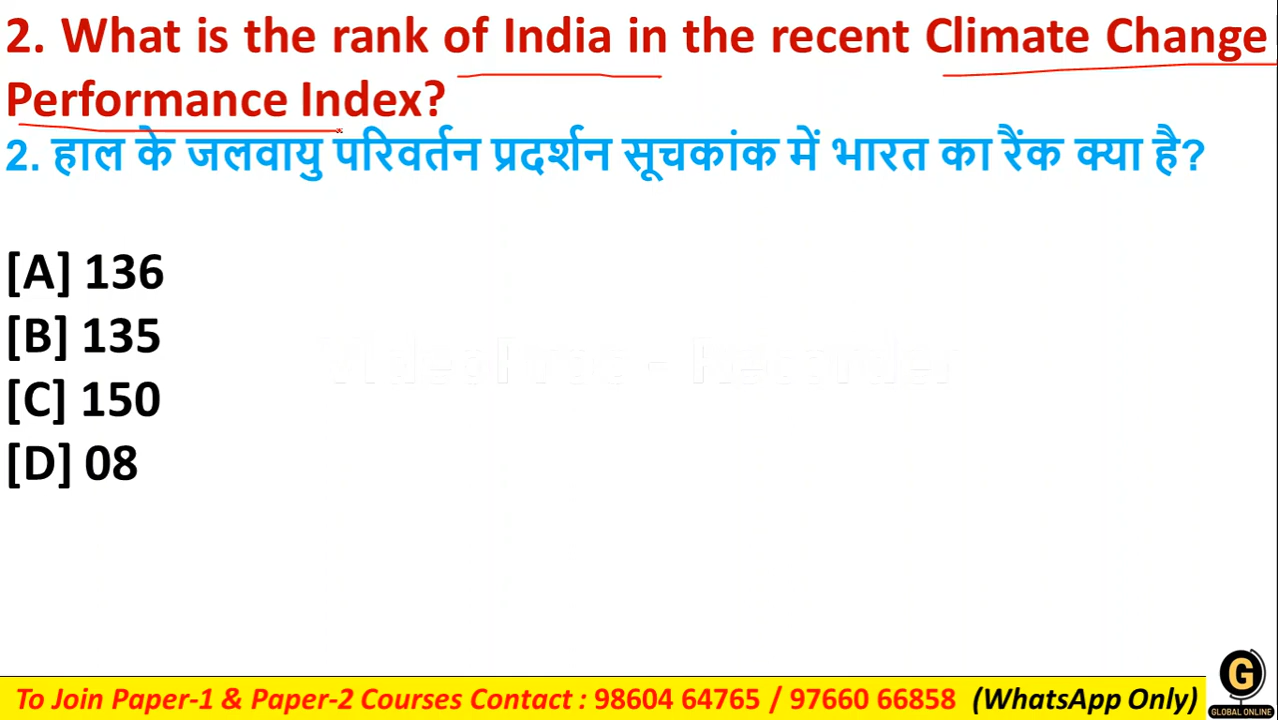 2. What is the rank of India in the recent Climate Change
Performance Index?
2. हाल के जलवायु परिवर्तन प्रदर्शन सूचकांक में भारत का रैंक क्या है?
[A] 136
[B] 135
[C] 150
[D] 08
VideoProc - Recorder
To Join Paper-1 & Paper-2 Courses Contact : 98604 64765 / 97660 66858 (WhatsApp Only)
G
GLOBAL ONLINE